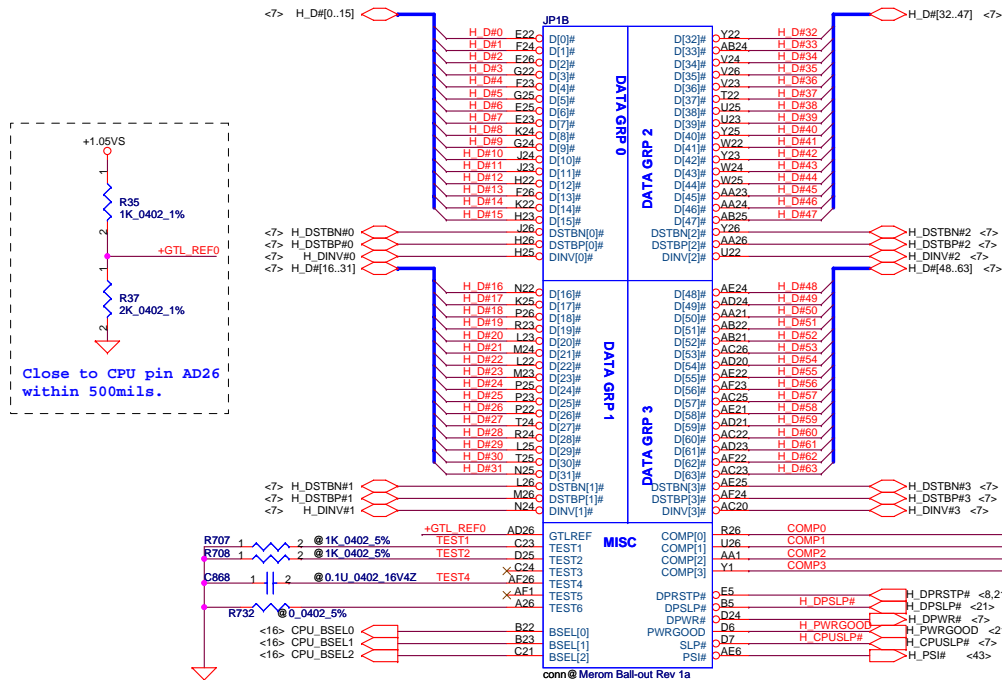 <7> H_D#[0..15]
JP1B
H_D#[32..47] <7>
H_D#0 E22 D[0]# D[32]# Y22 H_D#32
H_D#1 F24 D[1]# D[33]# AB24 H_D#33
H_D#2 E26 D[2]# D[34]# V24 H_D#34
H_D#3 G22 D[3]# D[35]# V26 H_D#35
H_D#4 F23 D[4]# D[36]# V23 H_D#36
H_D#5 G25 D[5]# D[37]# T22 H_D#37
H_D#6 E25 D[6]# D[38]# U25 H_D#38
H_D#7 E23 D[7]# D[39]# U23 H_D#39
H_D#8 K24 D[8]# D[40]# Y25 H_D#40
H_D#9 G24 D[9]# D[41]# W22 H_D#41
H_D#10 J24 D[10]# D[42]# Y23 H_D#42
H_D#11 J23 D[11]# D[43]# W24 H_D#43
H_D#12 H22 D[12]# D[44]# W25 H_D#44
H_D#13 F26 D[13]# D[45]# AA23 H_D#45
H_D#14 K22 D[14]# D[46]# AA24 H_D#46
H_D#15 H23 D[15]# D[47]# AB25 H_D#47
<7> H_DSTBN#0 J26 DSTBN[0]# DSTBN[2]# Y26 H_DSTBN#2 <7>
<7> H_DSTBP#0 H26 DSTBP[0]# DSTBP[2]# AA26 H_DSTBP#2 <7>
<7> H_DINV#0 H25 DINV[0]# DINV[2]# U22 H_DINV#2 <7>
DATA GRP 0
DATA GRP 2
<7> H_D#[16..31]
H_D#[48..63] <7>
H_D#16 N22 D[16]# D[48]# AE24 H_D#48
H_D#17 K25 D[17]# D[49]# AD24 H_D#49
H_D#18 P26 D[18]# D[50]# AA21 H_D#50
H_D#19 R23 D[19]# D[51]# AB22 H_D#51
H_D#20 L23 D[20]# D[52]# AB21 H_D#52
H_D#21 M24 D[21]# D[53]# AC26 H_D#53
H_D#22 L22 D[22]# D[54]# AD20 H_D#54
H_D#23 M23 D[23]# D[55]# AE22 H_D#55
H_D#24 P25 D[24]# D[56]# AF23 H_D#56
H_D#25 P23 D[25]# D[57]# AC25 H_D#57
H_D#26 P22 D[26]# D[58]# AE21 H_D#58
H_D#27 T24 D[27]# D[59]# AD21 H_D#59
H_D#28 R24 D[28]# D[60]# AC22 H_D#60
H_D#29 L25 D[29]# D[61]# AD23 H_D#61
H_D#30 T25 D[30]# D[62]# AF22 H_D#62
H_D#31 N25 D[31]# D[63]# AC23 H_D#63
<7> H_DSTBN#1 L26 DSTBN[1]# DSTBN[3]# AE25 H_DSTBN#3 <7>
<7> H_DSTBP#1 M26 DSTBP[1]# DSTBP[3]# AF24 H_DSTBP#3 <7>
<7> H_DINV#1 N24 DINV[1]# DINV[3]# AC20 H_DINV#3 <7>
DATA GRP 1
DATA GRP 3
+1.05VS
1
R35
1K_0402_1%
2
+GTL_REF0
1
R37
2K_0402_1%
2
Close to CPU pin AD26
within 500mils.
+GTL_REF0 AD26 GTLREF MISC COMP[0] R26 COMP0
R707 1 2 @1K_0402_5% TEST1 C23 TEST1 COMP[1] U26 COMP1
R708 1 2 @1K_0402_5% TEST2 D25 TEST2 COMP[2] AA1 COMP2
C24 TEST3 COMP[3] Y1 COMP3
C868 1 2 @0.1U_0402_16V4Z TEST4 AF26 TEST4
AF1 TEST5 DPRSTP# E5 H_DPRSTP# <8,21
R732 @0_0402_5% A26 TEST6 DPSLP# B5 H_DPSLP# H_DPSLP# <21>
DPWR# D24 H_DPWR# <7>
<16> CPU_BSEL0 B22 BSEL[0] PWRGOOD D6 H_PWRGOOD H_PWRGOOD <2
<16> CPU_BSEL1 B23 BSEL[1] SLP# D7 H_CPUSLP# H_CPUSLP# <7>
<16> CPU_BSEL2 C21 BSEL[2] PSI# AE6 H_PSI# <43>
conn@ Merom Ball-out Rev 1a